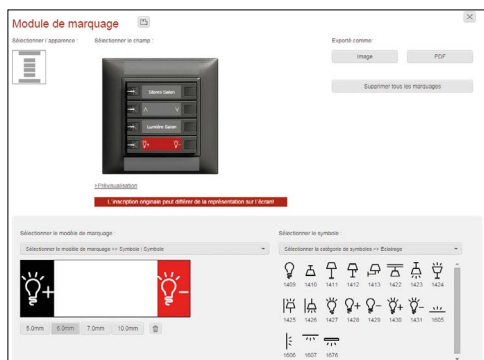 Module de marquage
Sélectionner l'apparence :
Sélectionner le champ :
Exporté comme:
Image
PDF
Supprimer tous les marquages
Stores Salon
Lumière Salon
>Prévisualisation
L'inscription originale peut différer de la représentation sur l'écran!
Sélectionner le modèle de marquage:
Sélectionner le symbole :
Sélectionner le modèle de marquage >> Symbole | Symbole
Sélectionner la catégorie de symboles >> Eclairage
1409 1410 1411 1412 1413 1422 1423 1424
1425 1426 1427 1428 1429 1430 1431 1605
5.0mm 6.0mm 7.0mm 10.0mm
1606 1607 1676